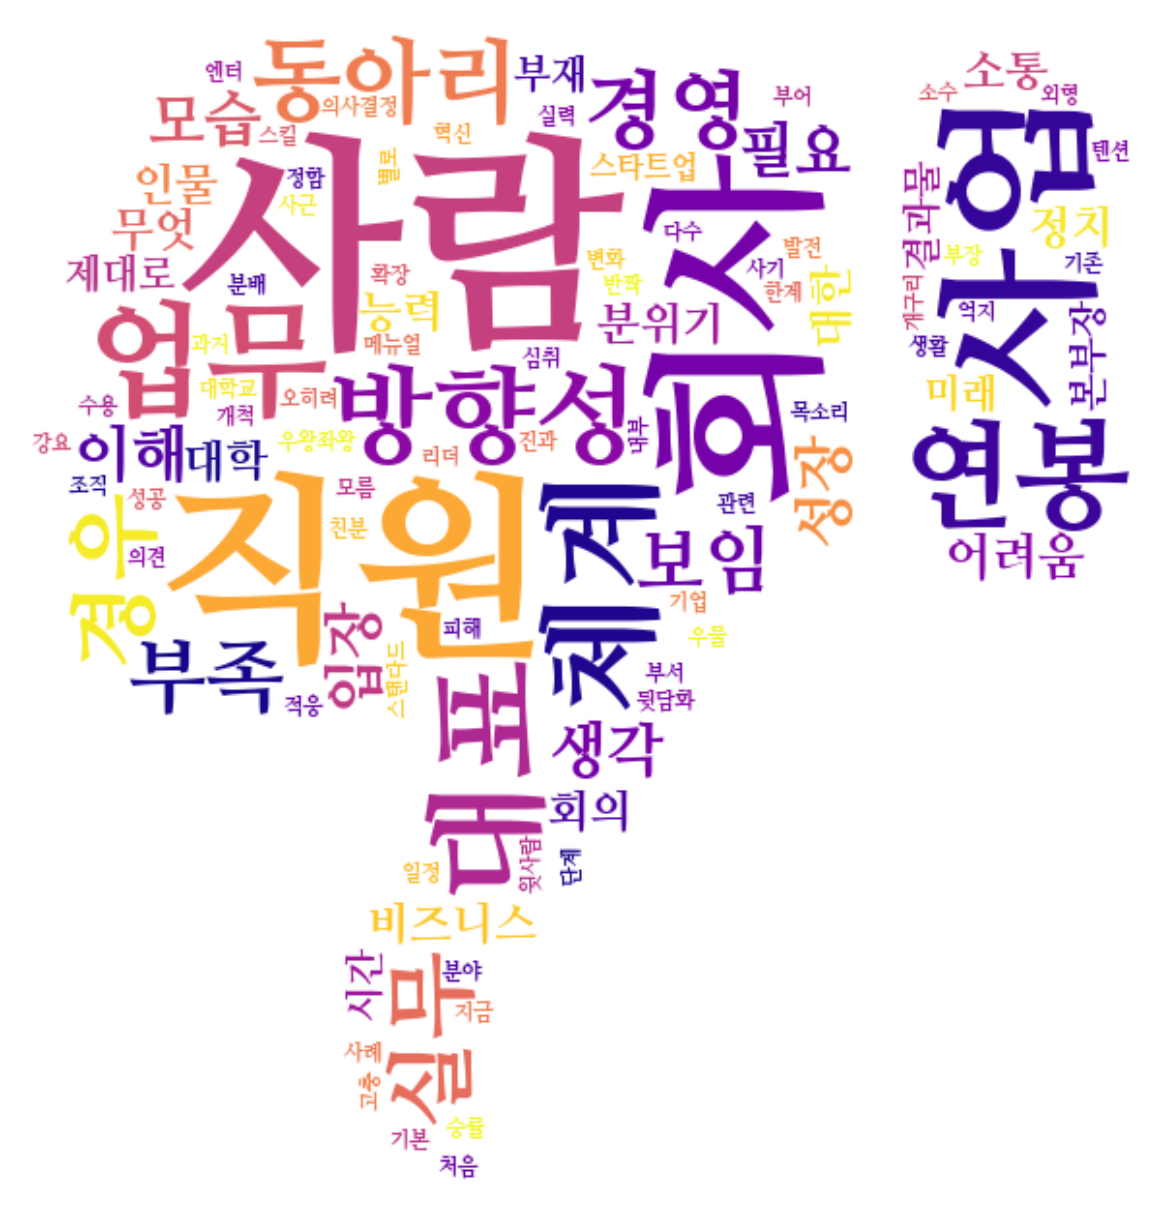 동아리
엔터
부재
의사결정
모습
스킬
실력
혁신
경영
부어
필요
소통
소수
외형
사업
텐션
인물
정함
별로
사람
스타트업
회사
사근
무엇
다수
결과물
정치
부장
기존
제대로
분배
확장
변화
반짝
사기
발전
한계
대한
개구리
억지
업무
능력
분위기
과거
메뉴얼
심취
생활
본부장
미래
대학교
오히려
방향성
수용
개척
목소리
강요
이해
대학
우왕좌왕
리더
진과
내부
성장
연봉
조직
성공
모름
체계
관련
경우
의견
직원
친분
보임
어려움
기업
우물
부족
입장
피해
스탠다드
부서
뒷담화
적응
대표
생각
회의
일정
윗사람
단계
비즈니스
시간
실무
분야
지금
사례
고충
기본
승률
처음